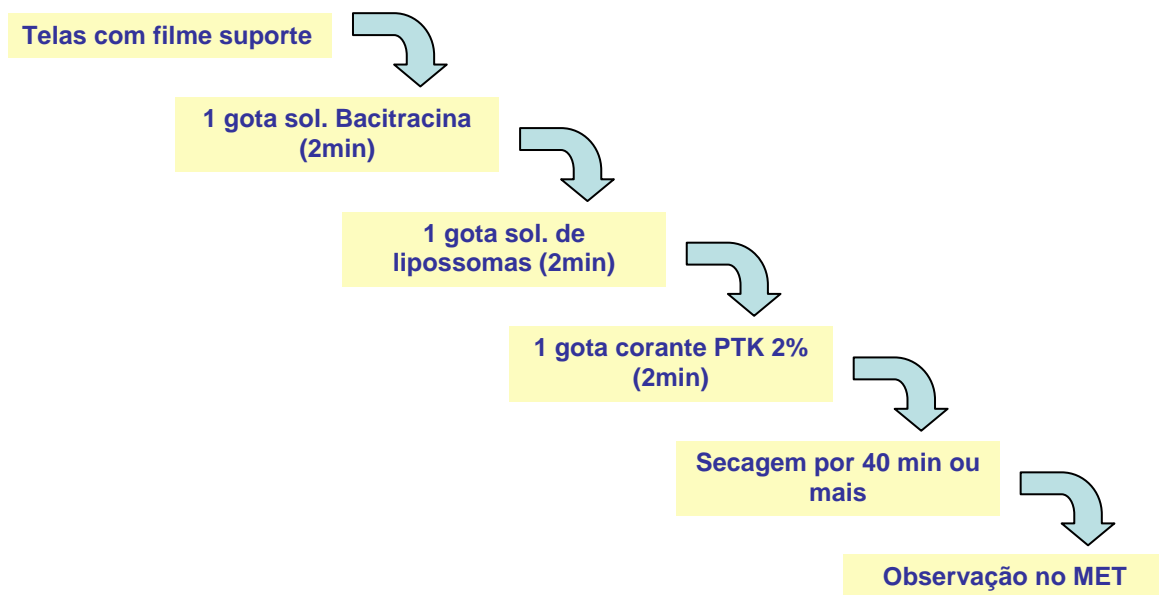 Telas com filme suporte
1 gota sol. Bacitracina
(2min)
1 gota sol. de
lipossomas (2min)
1 gota corante PTK 2%
(2min)
Secagem por 40 min ou
mais
Observação no MET